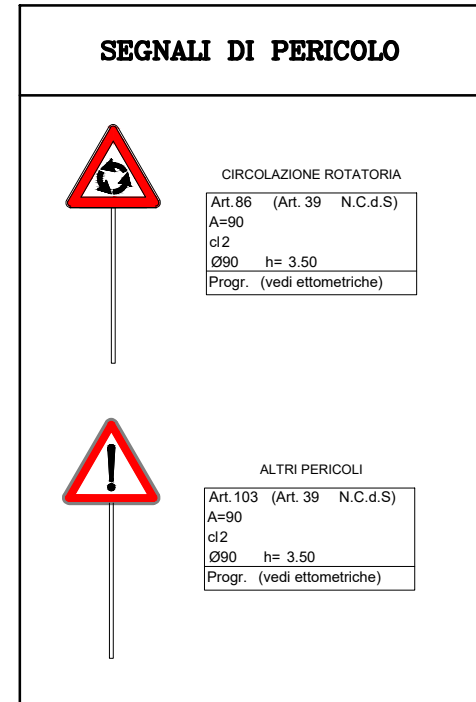 SEGNALI DI PERICOLO
CIRCOLAZIONE ROTATORIA
Art.86 (Art. 39 N.C.d.S)
A=90
cl2
Ø90 h= 3.50
Progr. (vedi ettometriche)
!
ALTRI PERICOLI
Art.103 (Art. 39 N.C.d.S)
A=90
cl2
Ø90 h= 3.50
Progr. (vedi ettometriche)